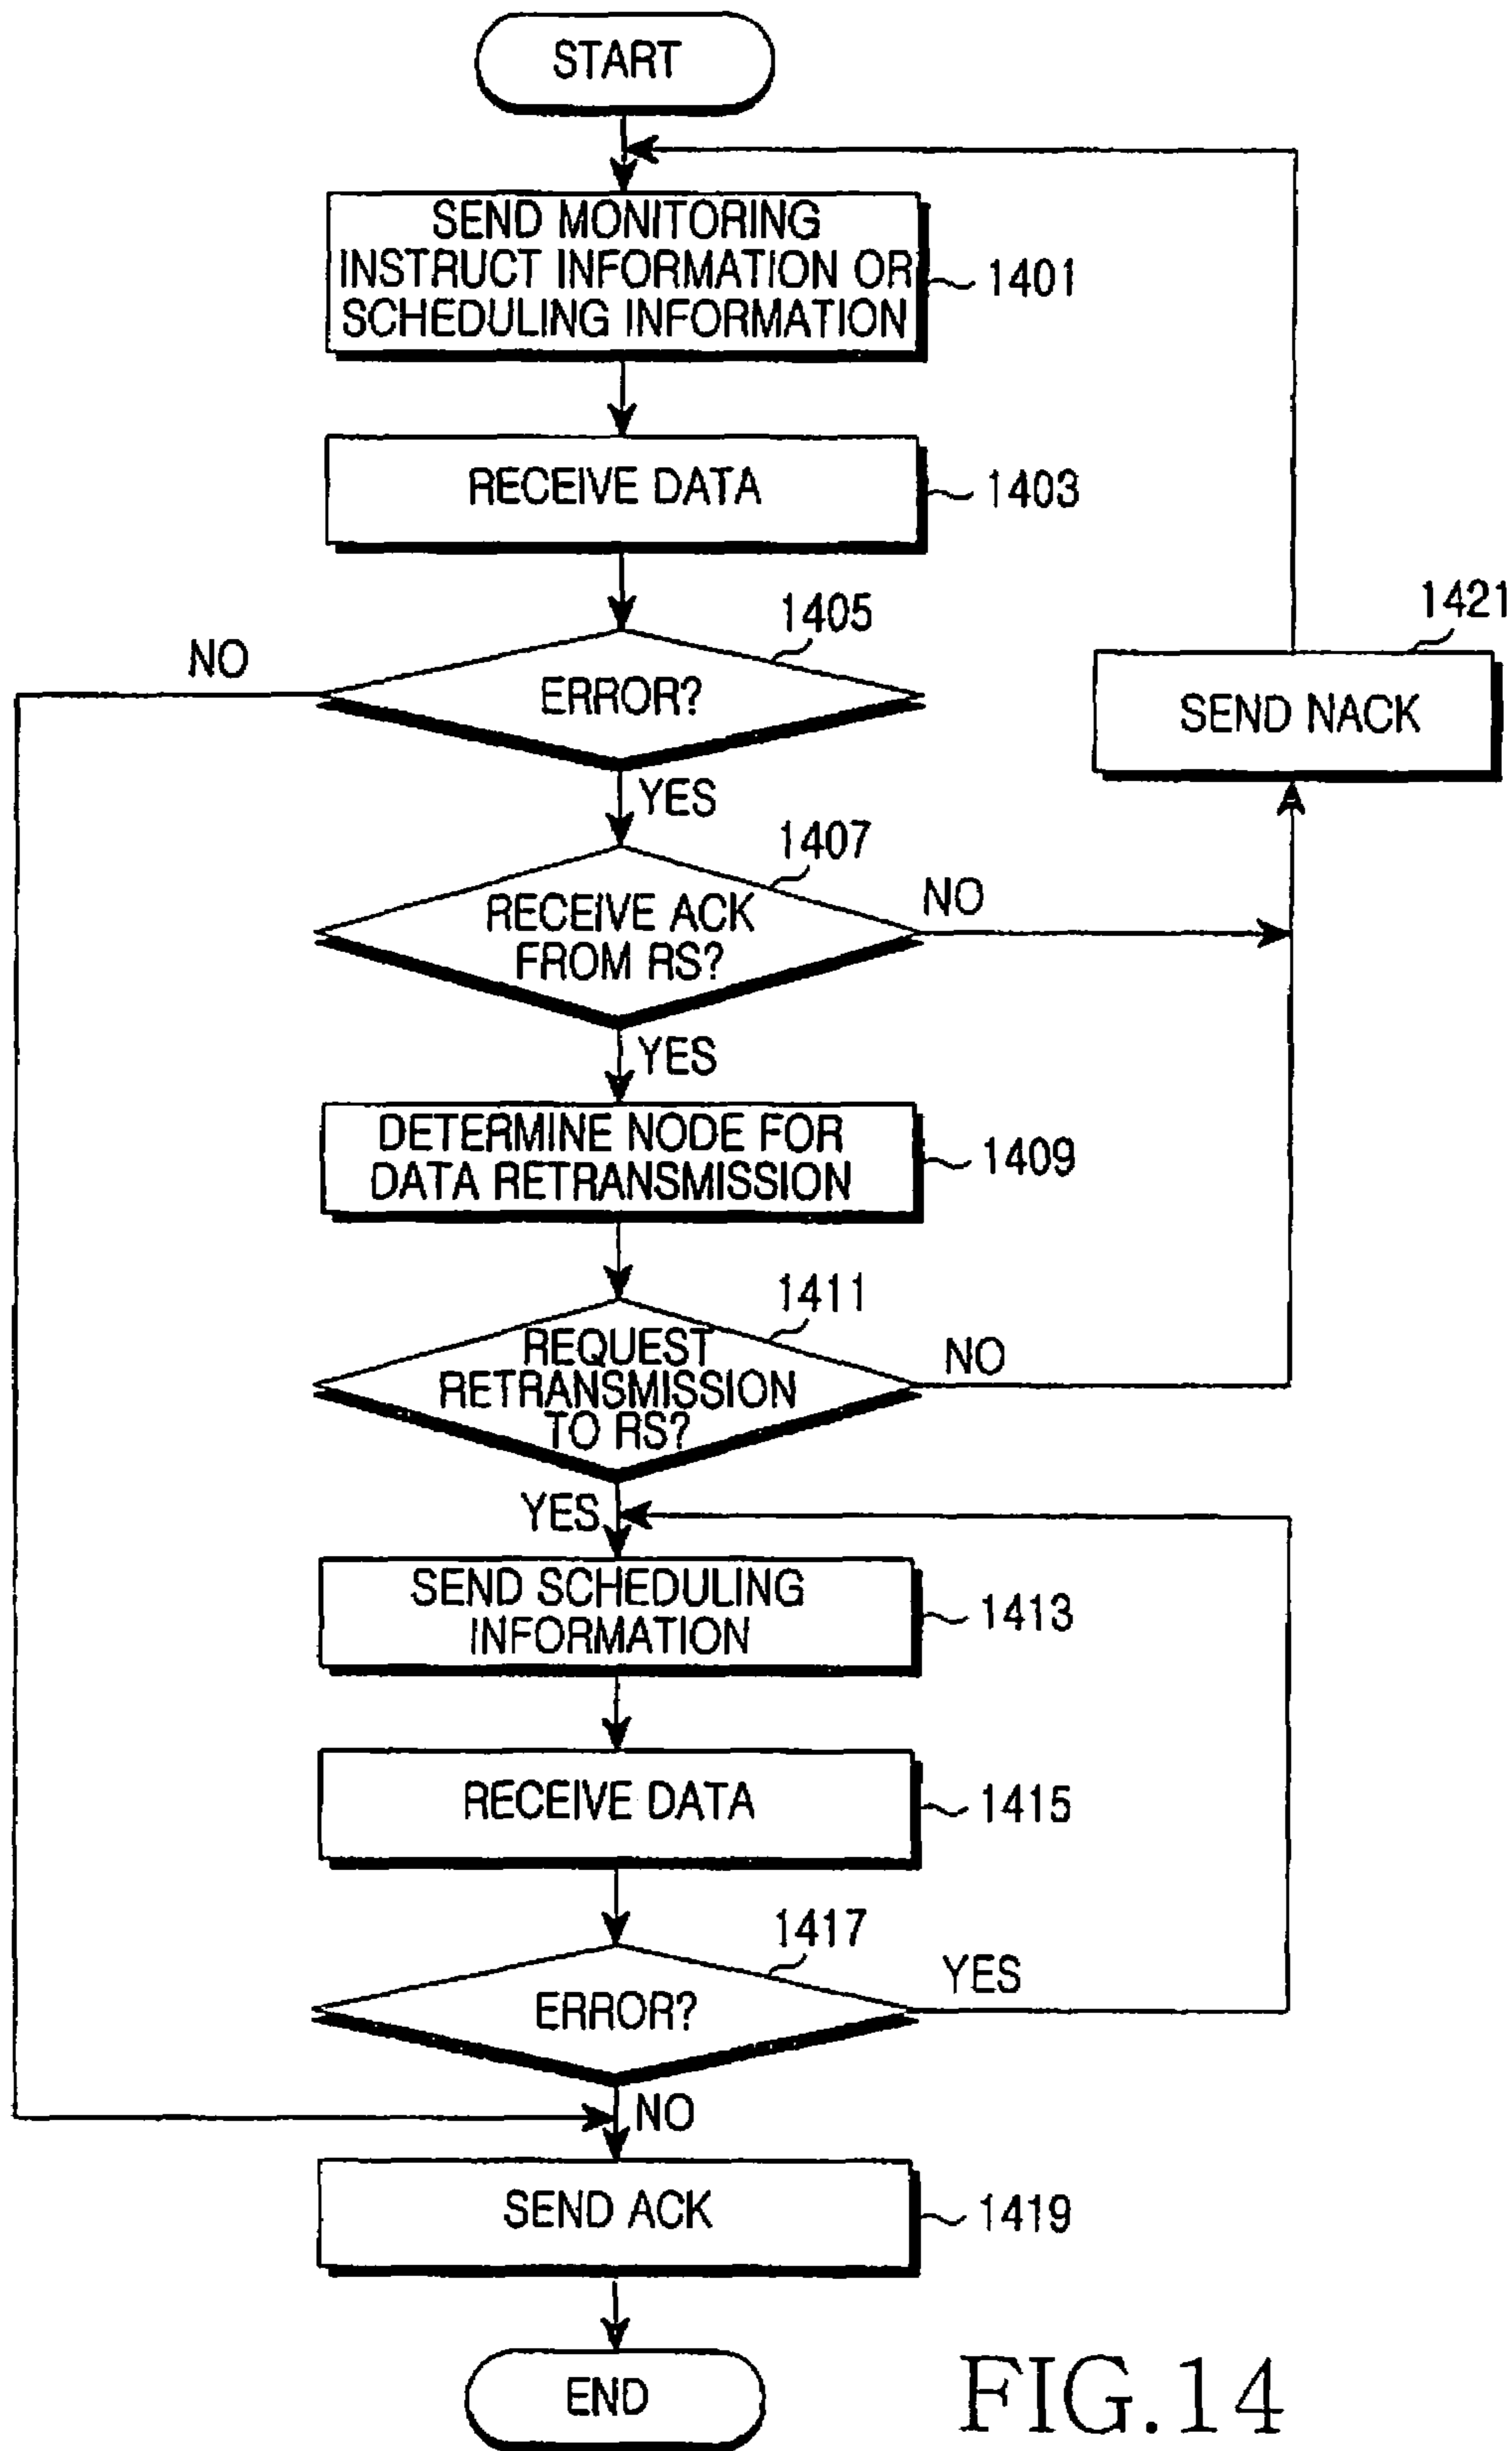 START
SEND MONITORING
INSTRUCT INFORMATION OR
SCHEDULING INFORMATION
1401
RECEIVE DATA
1403
1405
NO
ERROR?
YES
1421
SEND NACK
1407
RECEIVE ACK
FROM RS?
NO
YES
DETERMINE NODE FOR
DATA RETRANSMISSION
1409
1411
REQUEST
RETRANSMISSION
TO RS?
NO
YES
SEND SCHEDULING
INFORMATION
1413
RECEIVE DATA
1415
1417
ERROR?
YES
NO
SEND ACK
1419
END
FIG.14